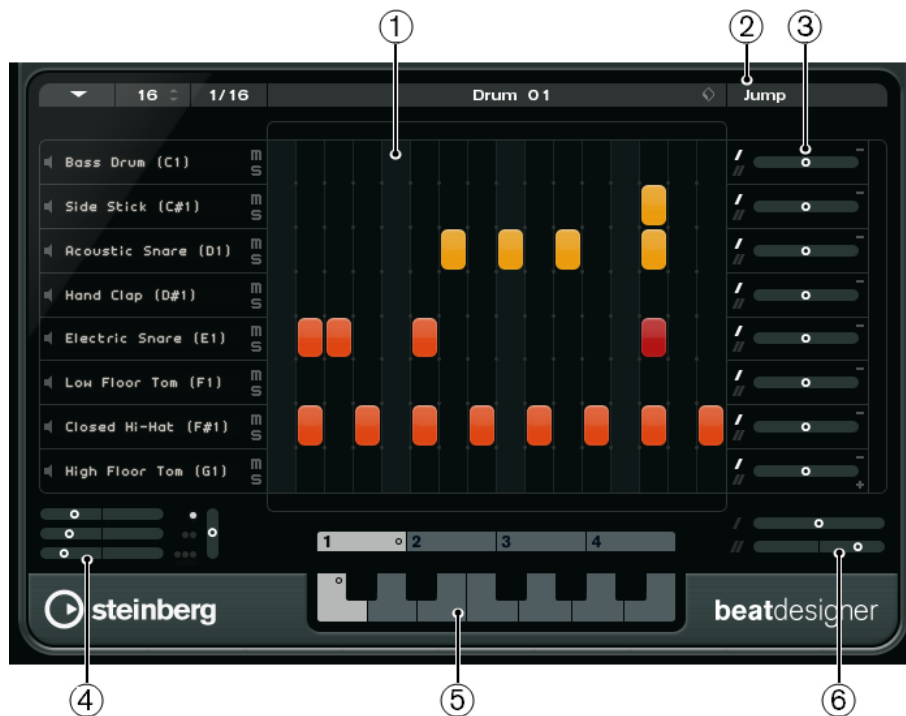 ① ② ③
16 1/16 Drum 01 Jump
Bass Drum (C1) m s
Side Stick (C#1) m s
Acoustic Snare (D1) m s
Hand Clap (D#1) m s
Electric Snare (E1) m s
Low Floor Tom (F1) m s
Closed Hi-Hat (F#1) m s
High Floor Tom (G1) m s
1 2 3 4
steinberg beatdesigner
④ ⑤ ⑥